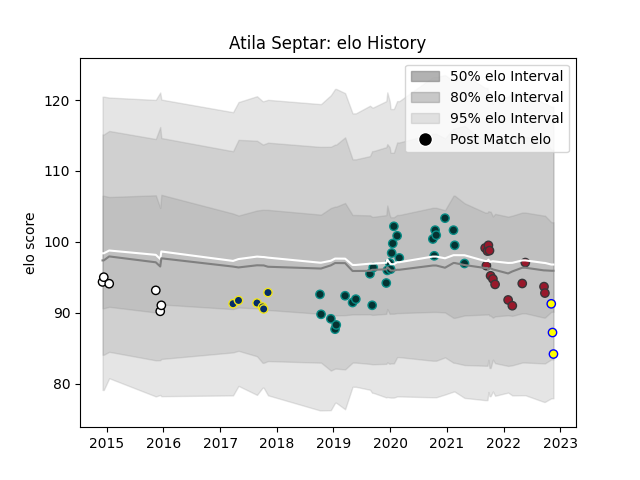 Atila Septar: elo History
50% elo Interval
80% elo Interval
95% elo Interval
Post Match elo
elo score
120
110
100
90
80
2015 2016 2017 2018 2019 2020 2021 2022 2023